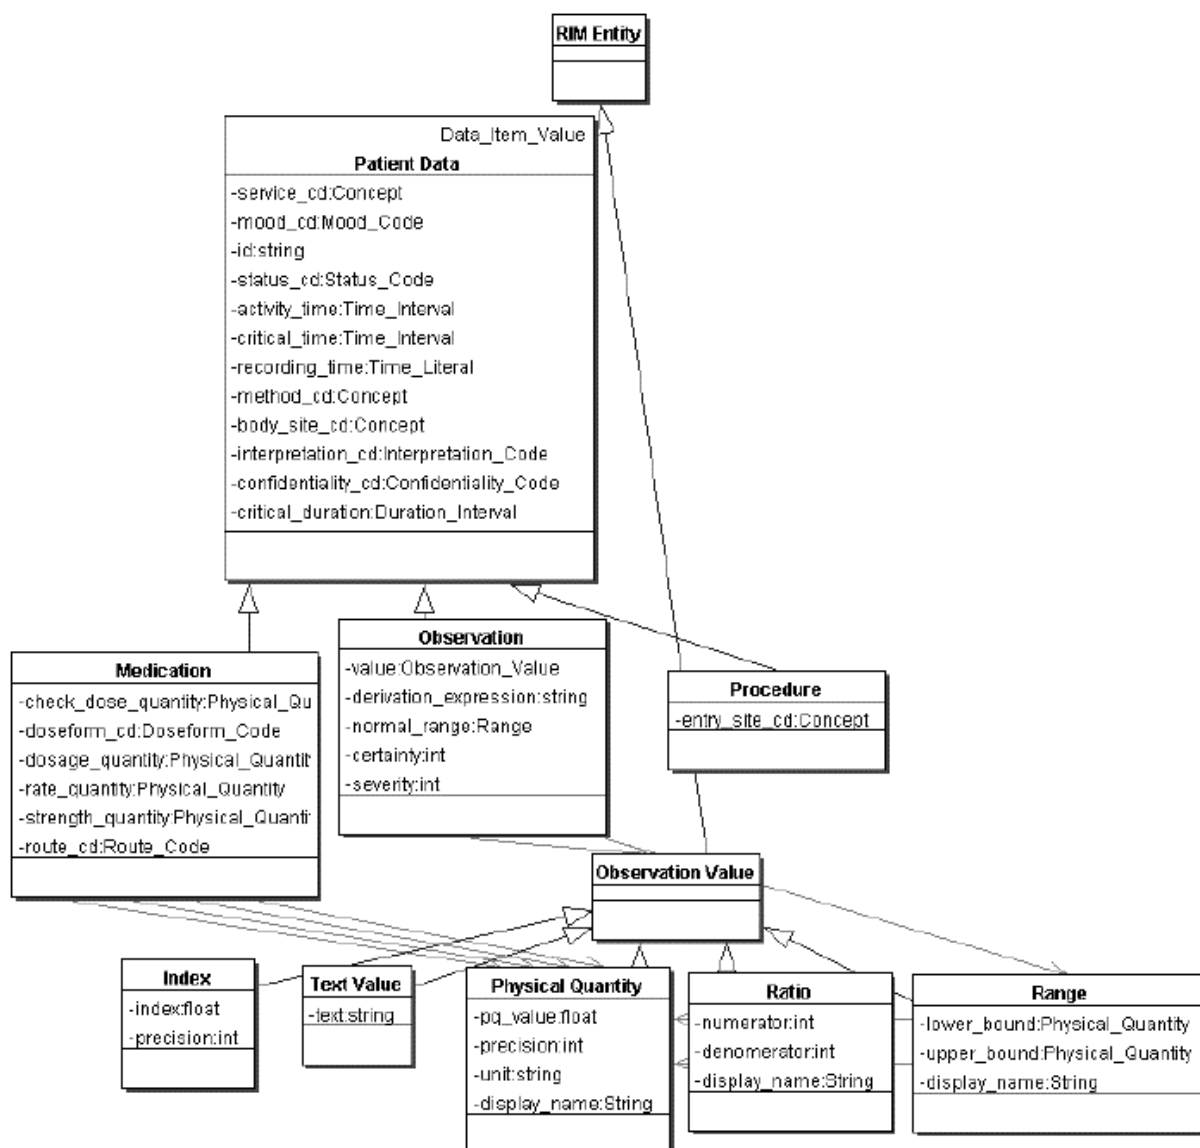 RIM Entity
Data_Item_Value
Patient Data
-service_cd:Concept
-mood_cd:Mood_Code
-id:string
-status_cd:Status_Code
-activity_time:Time_Interval
-critical_time:Time_Interval
-recording_time:Time_Literal
-method_cd:Concept
-body_site_cd:Concept
-interpretation_cd:Interpretation_Code
-confidentiality_cd:Confidentiality_Code
-critical_duration:Duration_Interval
Medication
-check_dose_quantity:Physical_Qu
-doseform_cd:Doseform_Code
-dosage_quantity:Physical_Quantit
-rate_quantity:Physical_Quantity
-strength_quantity:Physical_Quantit
-route_cd:Route_Code
Observation
-value:Observation_Value
-derivation_expression:string
-normal_range:Range
-certainty:int
-severity:int
Procedure
-entry_site_cd:Concept
Observation Value
Index
-index:float
-precision:int
Text Value
-text:string
Physical Quantity
-pq_value:float
-precision:int
-unit:string
-display_name:String
Ratio
-numerator:int
-denomerator:int
-display_name:String
Range
-lower_bound:Physical_Quantity
-upper_bound:Physical_Quantity
-display_name:String